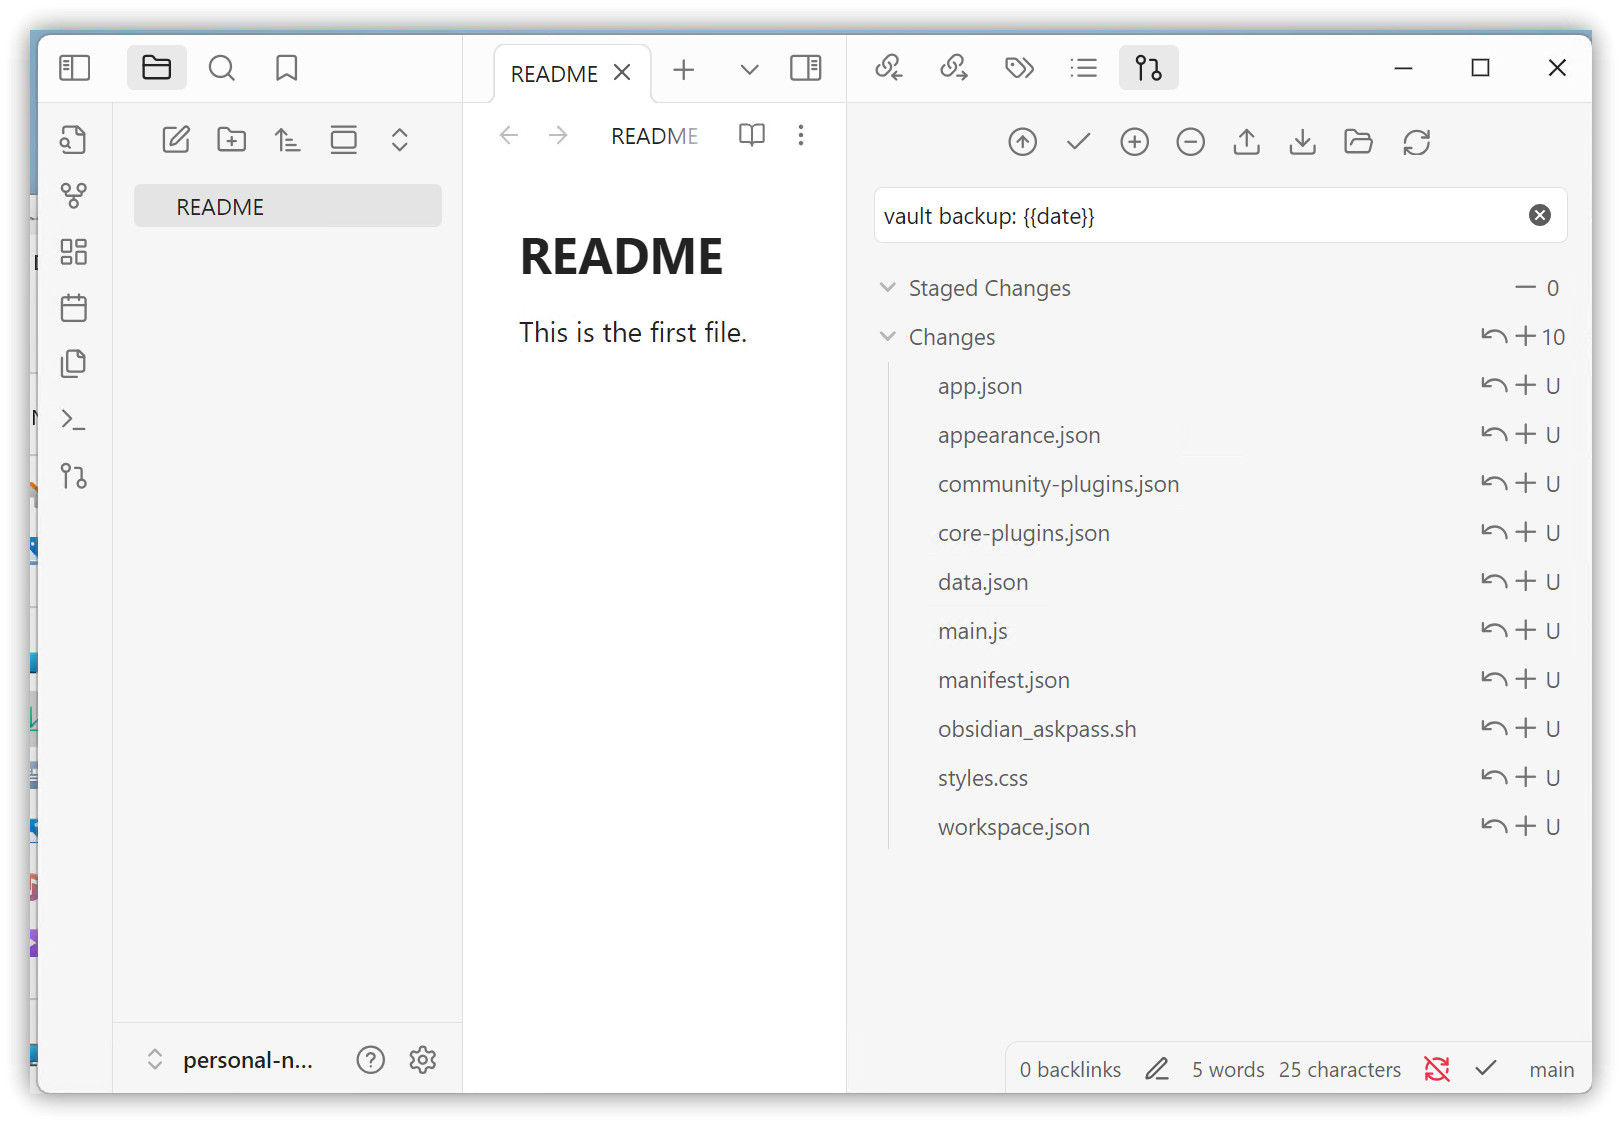 README
README
README
README
This is the first file.
personal-n...
vault backup: {{date}}
Staged Changes 0
Changes 10
app.json U
appearance.json U
community-plugins.json U
core-plugins.json U
data.json U
main.js U
manifest.json U
obsidian_askpass.sh U
styles.css U
workspace.json U
0 backlinks 5 words 25 characters main